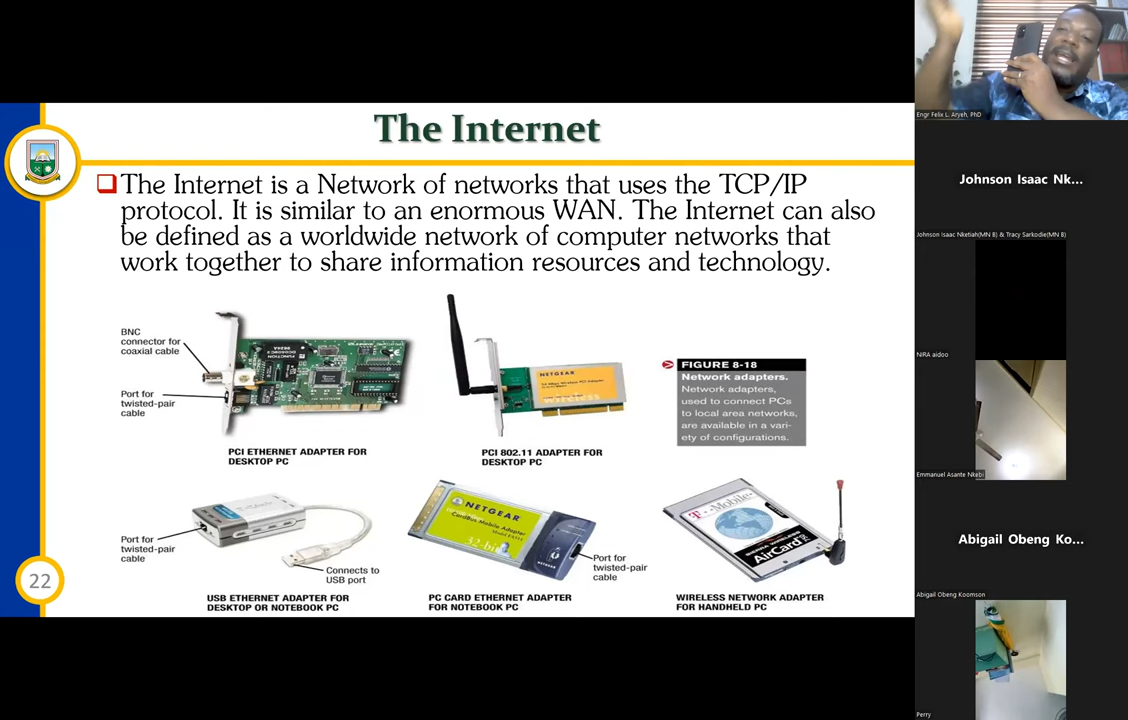 The Internet
The Internet is a Network of networks that uses the TCP/IP
protocol. It is similar to an enormous WAN. The Internet can also
be defined as a worldwide network of computer networks that
work together to share information resources and technology.
BNC
connector for
coaxial cable
Port for
twisted-pair
cable
PCI ETHERNET ADAPTER FOR
DESKTOP PC
NETGEAR
wireless
PCI 802.11 ADAPTER FOR
DESKTOP PC
FIGURE 8-18
Network adapters.
Network adapters,
used to connect PCs
to local area networks,
are available in a vari-
ety of configurations.
Port for
twisted-pair
cable
Connects to
USB port
USB ETHERNET ADAPTER FOR
DESKTOP OR NOTEBOOK PC
NETGEAR
CardBus Mobile Adapter
32-bit
Port for
twisted-pair
cable
PC CARD ETHERNET ADAPTER
FOR NOTEBOOK PC
T··Mobile·
SIERRA WIRELESS
AirCard
WIRELESS NETWORK ADAPTER
FOR HANDHELD PC
22
Engr Felix L. Aryeh, PhD
Johnson Isaac Nk...
Johnson Isaac Nketiah(MN B) & Tracy Sarkodie(MN B)
NIRA aidoo
Emmanuel Asante Nkebi
Abigail Obeng Ko...
Abigail Obeng Koomson
Perry